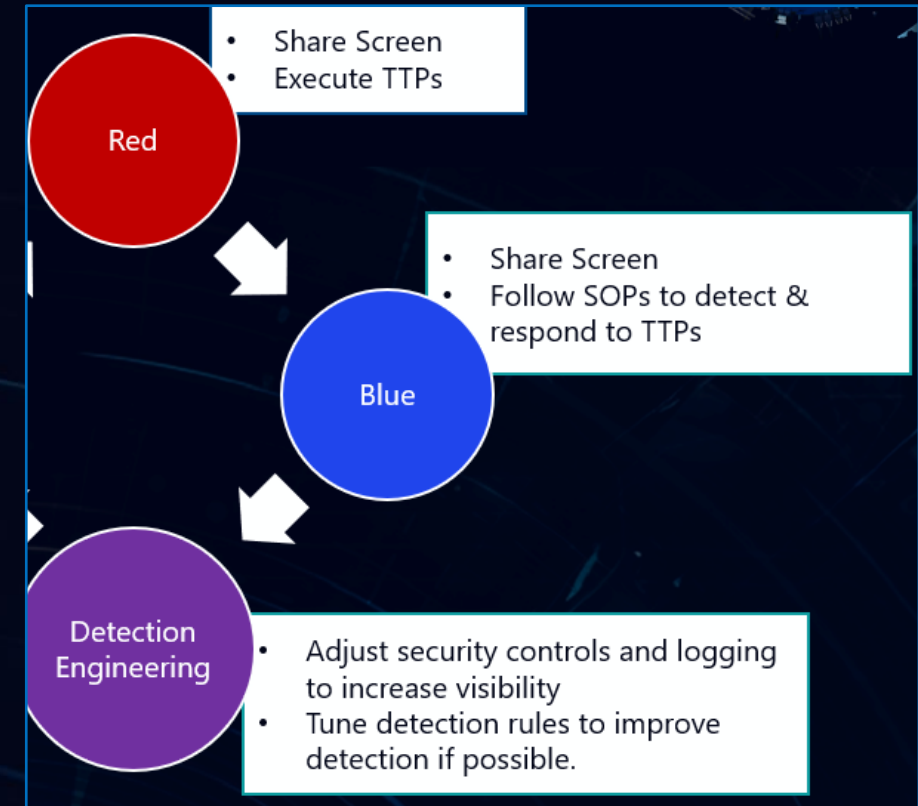 • Share Screen
• Execute TTPs
Red
• Share Screen
• Follow SOPs to detect &
respond to TTPs
Blue
Detection
Engineering
• Adjust security controls and logging
to increase visibility
• Tune detection rules to improve
detection if possible.